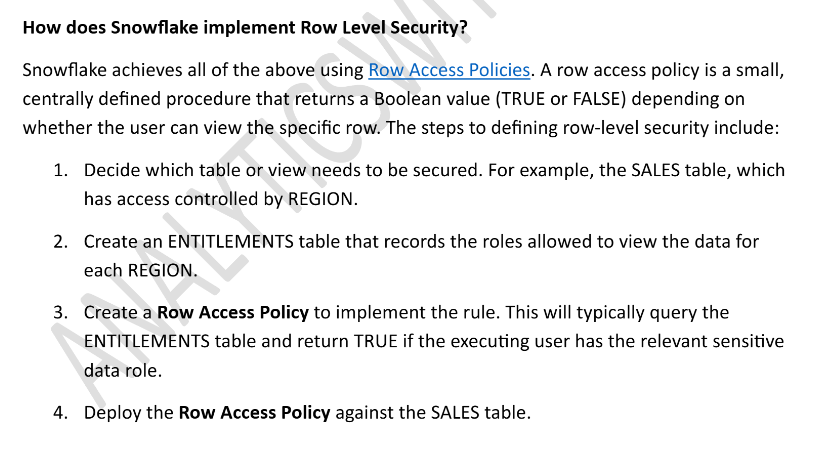 How does Snowflake implement Row Level Security?
Snowflake achieves all of the above using Row Access Policies. A row access policy is a small,
centrally defined procedure that returns a Boolean value (TRUE or FALSE) depending on
whether the user can view the specific row. The steps to defining row-level security include:
1. Decide which table or view needs to be secured. For example, the SALES table, which
has access controlled by REGION.
2. Create an ENTITLEMENTS table that records the roles allowed to view the data for
each REGION.
3. Create a Row Access Policy to implement the rule. This will typically query the
ENTITLEMENTS table and return TRUE if the executing user has the relevant sensitive
data role.
4. Deploy the Row Access Policy against the SALES table.